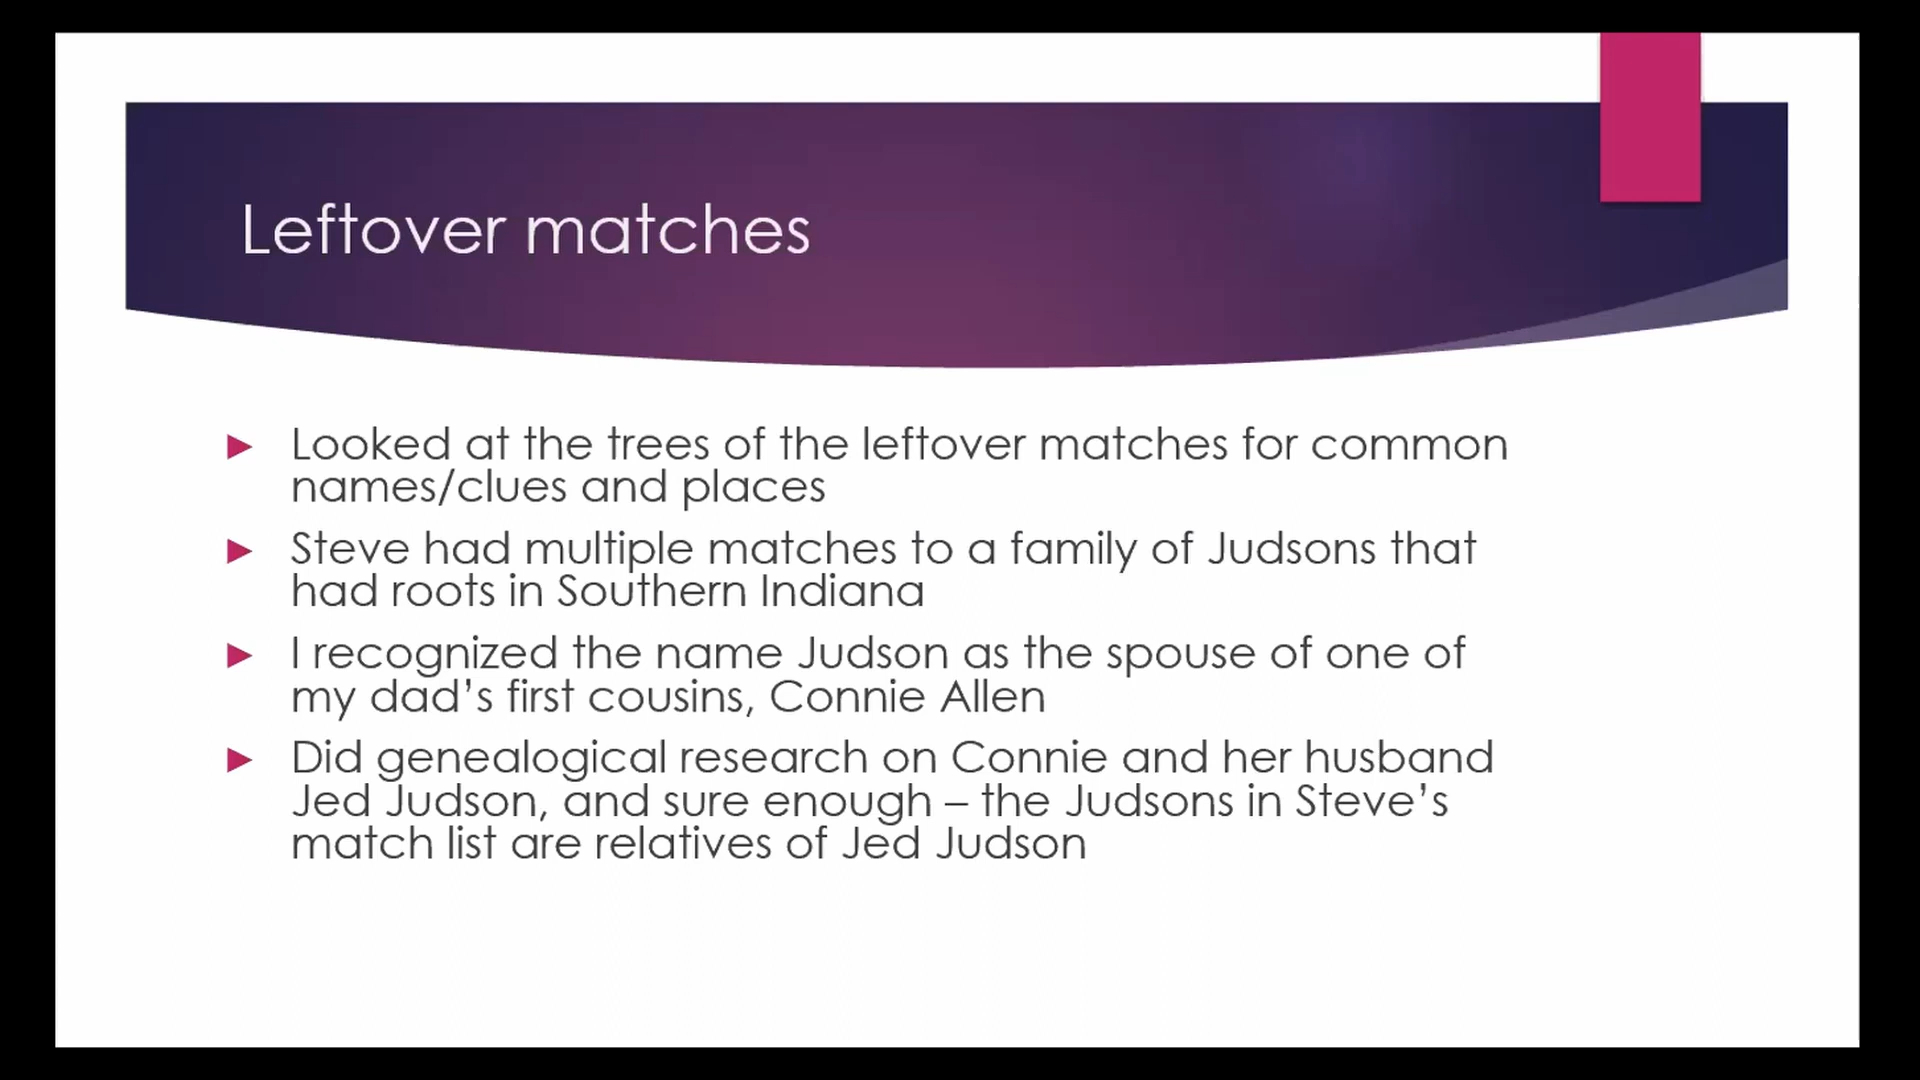 Leftover matches
Looked at the trees of the leftover matches for common
names/clues and places
Steve had multiple matches to a family of Judsons that
had roots in Southern Indiana
I recognized the name Judson as the spouse of one of
my dad’s first cousins, Connie Allen
Did genealogical research on Connie and her husband
Jed Judson, and sure enough – the Judsons in Steve’s
match list are relatives of Jed Judson